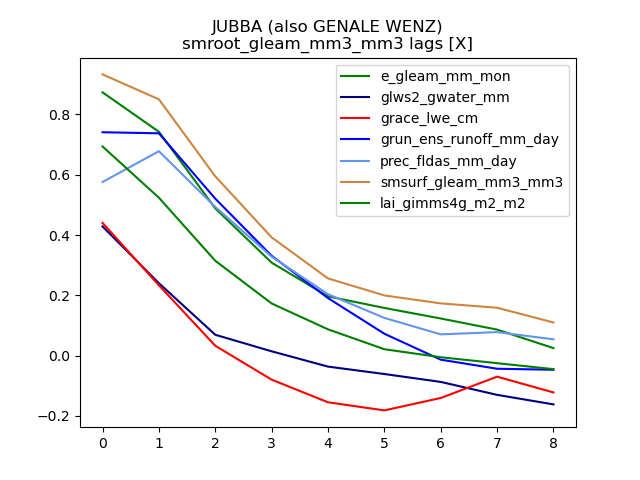 JUBBA (also GENALE WENZ)
smroot_gleam_mm3_mm3 lags [X]
e_gleam_mm_mon
glws2_gwater_mm
grace_lwe_cm
grun_ens_runoff_mm_day
prec_fldas_mm_day
smsurf_gleam_mm3_mm3
lai_gimms4g_m2_m2
0.8
0.6
0.4
0.2
0.0
−0.2
0 1 2 3 4 5 6 7 8